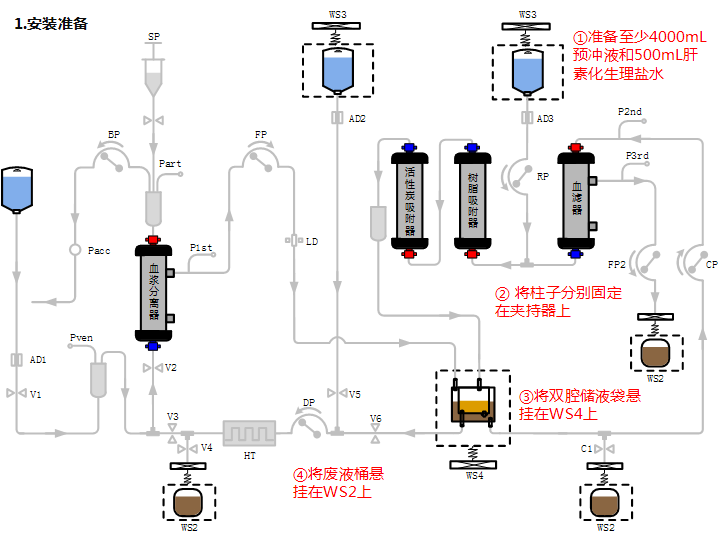 1.安装准备
SP
WS3
WS3
①准备至少4000mL
预冲液和500mL肝
素化生理盐水
BP
FP
AD2
AD3
P2nd
Part
P3rd
活性炭吸附器
树脂吸附器
血滤器
RP
Pacc
P1st
LD
血浆分离器
FP2
CP
② 将柱子分别固定
在夹持器上
Pven
AD1
V2
WS2
V1
DP
V5
③将双腔储液袋悬
挂在WS4上
V3
V6
V4
HT
④将废液桶悬
挂在WS2上
WS4
C1
WS2
WS2